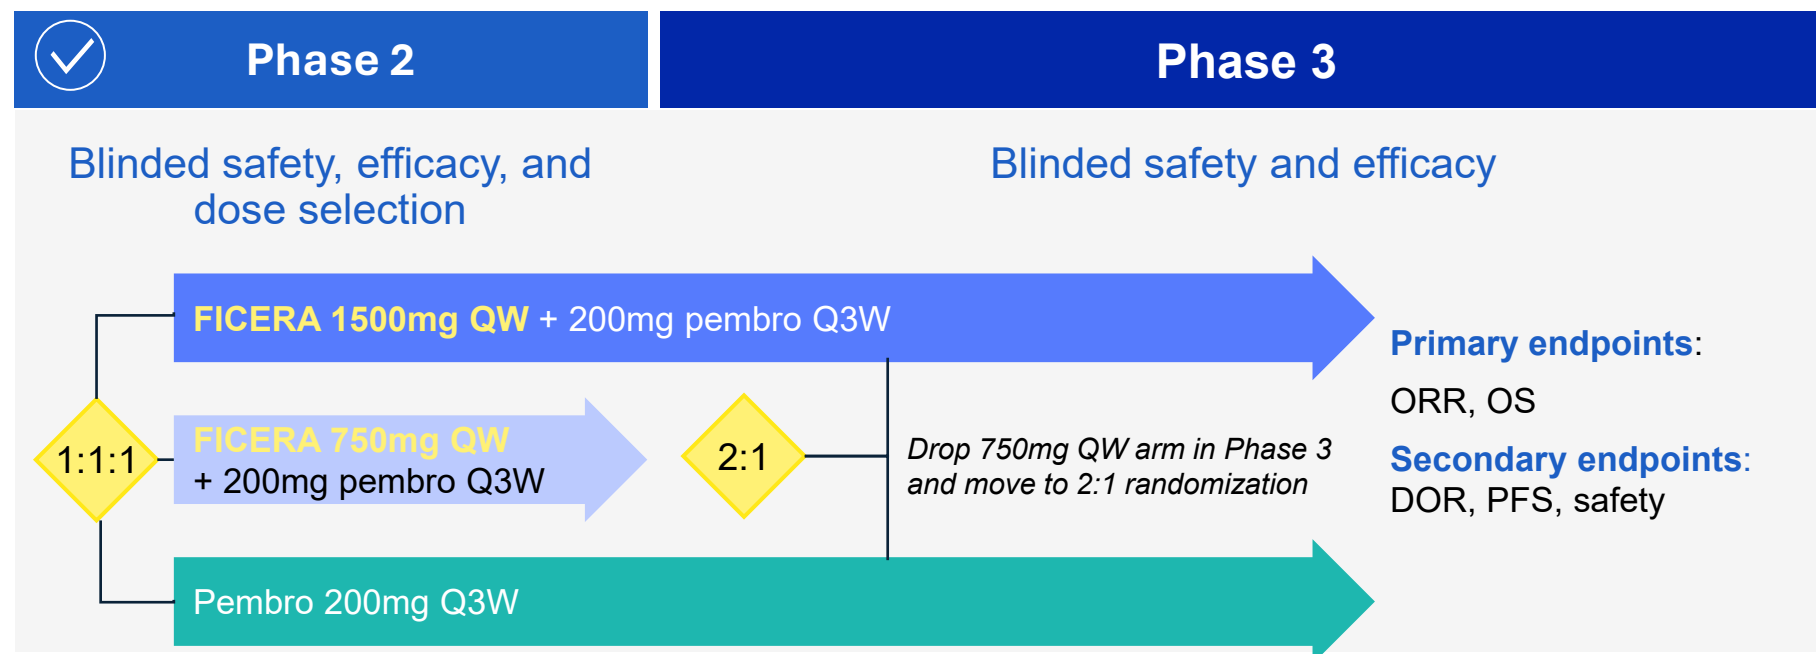 Phase 2
Phase 3
Blinded safety, efficacy, and
dose selection
Blinded safety and efficacy
FICERA 1500mg QW + 200mg pembro Q3W
1:1:1
FICERA 750mg QW
+ 200mg pembro Q3W
2:1
Drop 750mg QW arm in Phase 3
and move to 2:1 randomization
Pembro 200mg Q3W
Primary endpoints:
ORR, OS
Secondary endpoints:
DOR, PFS, safety